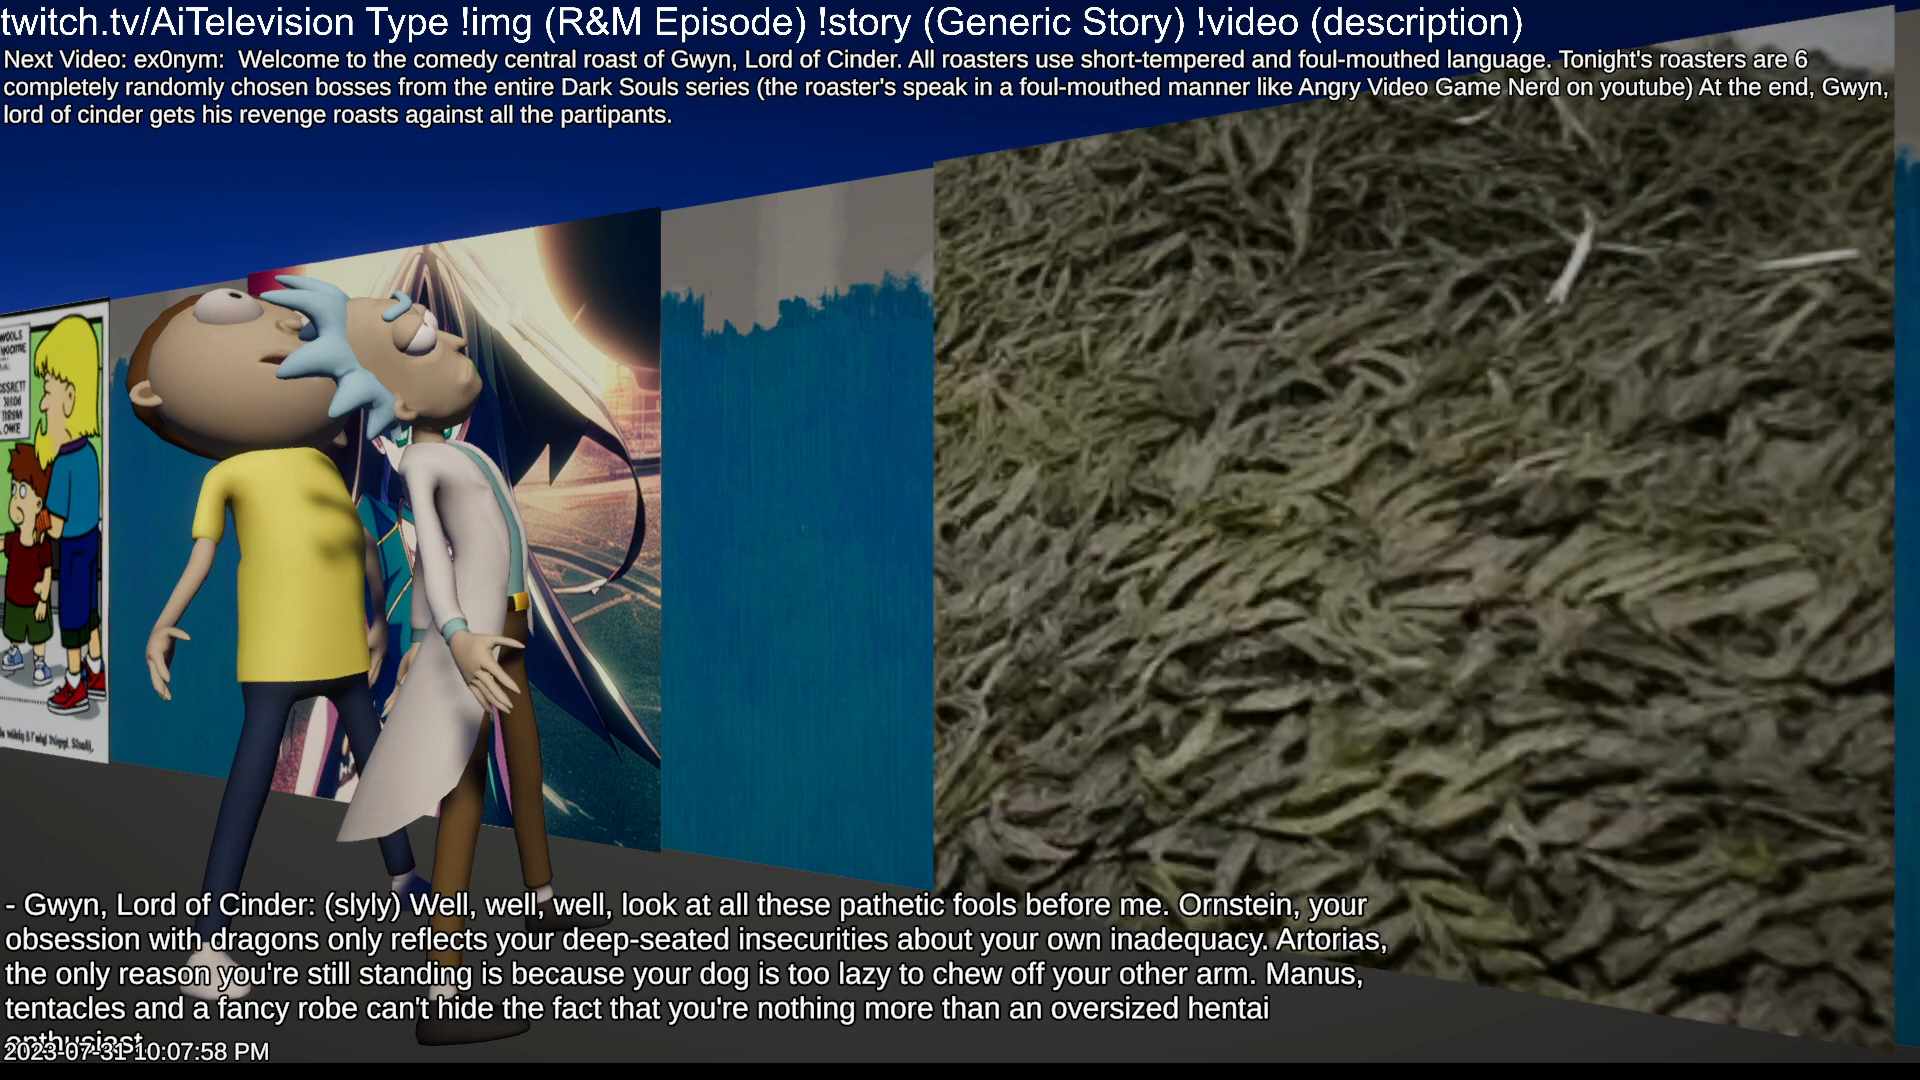 twitch.tv/AiTelevision Type !img (R&M Episode) !story (Generic Story) !video (description)
Next Video: ex0nym:  Welcome to the comedy central roast of Gwyn, Lord of Cinder. All roasters use short-tempered and foul-mouthed language. Tonight's roasters are 6
completely randomly chosen bosses from the entire Dark Souls series (the roaster's speak in a foul-mouthed manner like Angry Video Game Nerd on youtube) At the end, Gwyn,
lord of cinder gets his revenge roasts against all the partipants.
- Gwyn, Lord of Cinder: (slyly) Well, well, well, look at all these pathetic fools before me. Ornstein, your
obsession with dragons only reflects your deep-seated insecurities about your own inadequacy. Artorias,
the only reason you're still standing is because your dog is too lazy to chew off your other arm. Manus,
tentacles and a fancy robe can't hide the fact that you're nothing more than an oversized hentai
enthusiast.
2023-07-31 10:07:58 PM